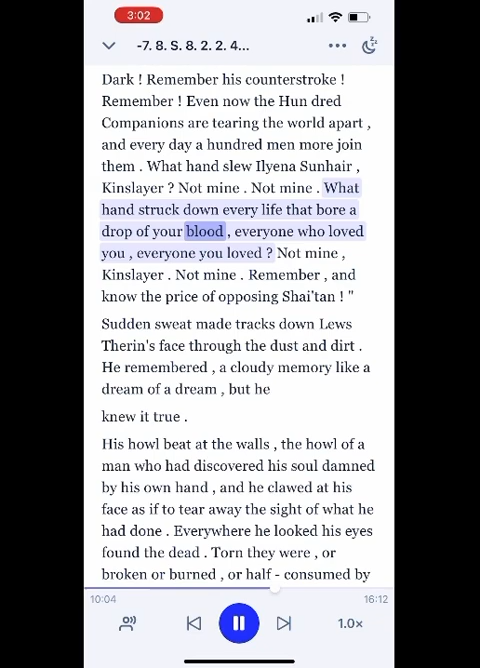 3:02
-7. 8. S. 8. 2. 2. 4...
Dark ! Remember his counterstroke !
Remember ! Even now the Hun dred
Companions are tearing the world apart ,
and every day a hundred men more join
them . What hand slew Ilyena Sunhair ,
Kinslayer ? Not mine . Not mine . What
hand struck down every life that bore a
drop of your blood , everyone who loved
you , everyone you loved ? Not mine ,
Kinslayer . Not mine . Remember , and
know the price of opposing Shai'tan ! "
Sudden sweat made tracks down Lews
Therin's face through the dust and dirt .
He remembered , a cloudy memory like a
dream of a dream , but he
knew it true .
His howl beat at the walls , the howl of a
man who had discovered his soul damned
by his own hand , and he clawed at his
face as if to tear away the sight of what he
had done . Everywhere he looked his eyes
found the dead . Torn they were , or
broken or burned , or half - consumed by
10:04 16:12
1.0×